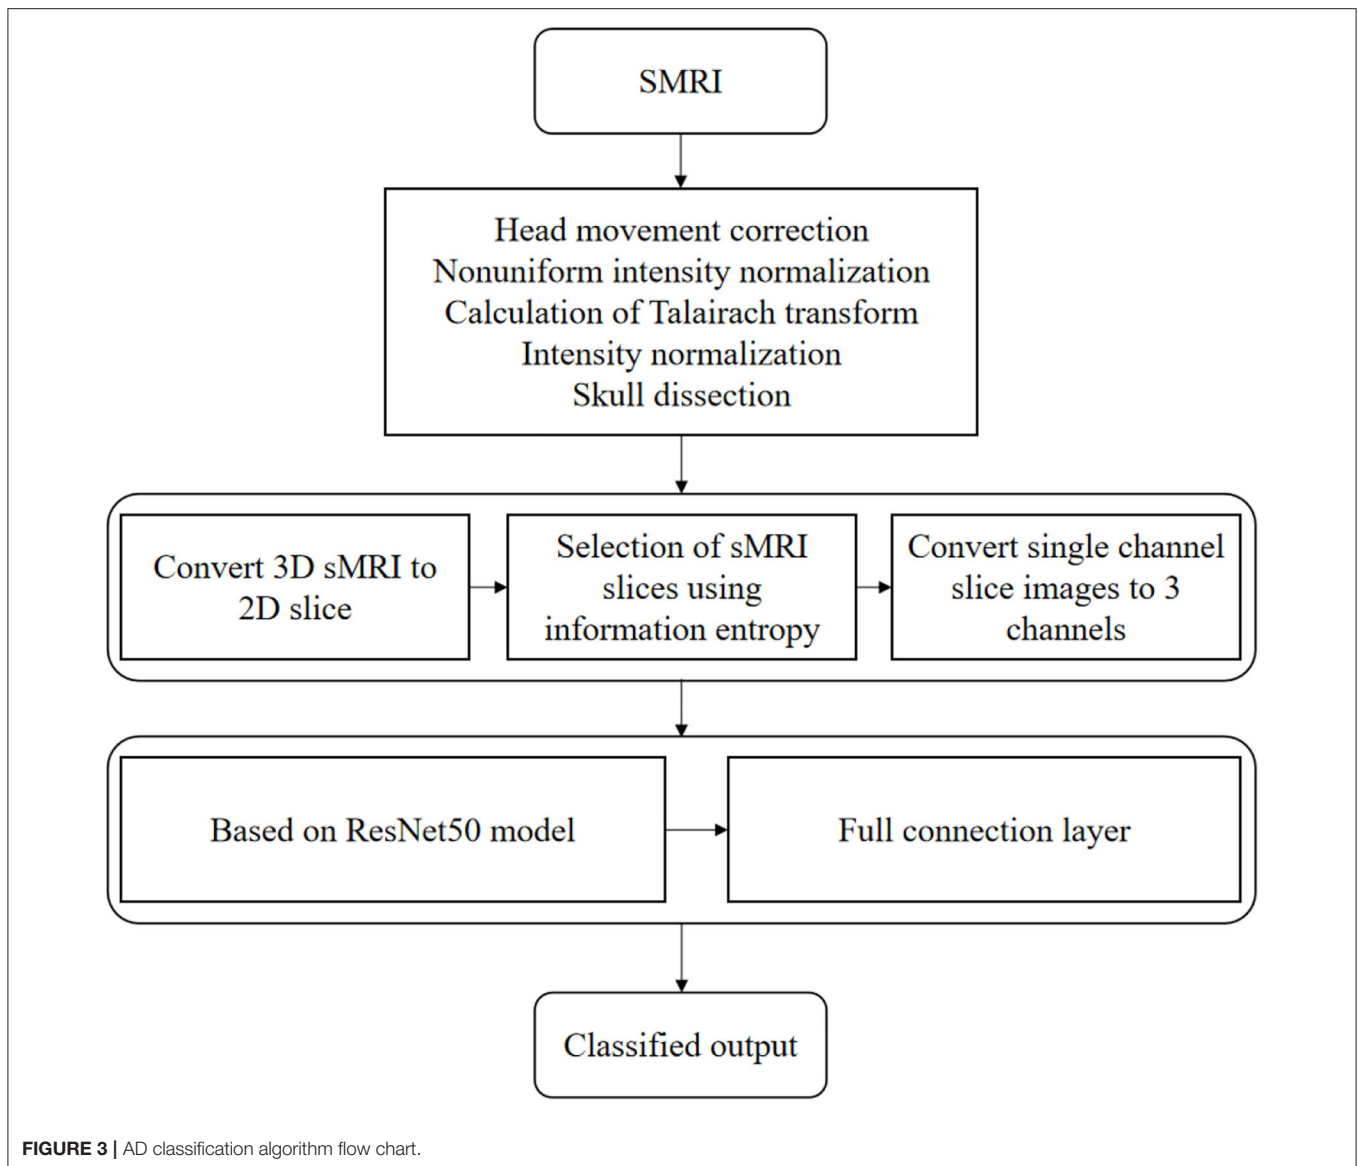 SMRI
Head movement correction
Nonuniform intensity normalization
Calculation of Talairach transform
Intensity normalization
Skull dissection
Convert 3D sMRI to
2D slice
Selection of sMRI
slices using
information entropy
Convert single channel
slice images to 3
channels
Based on ResNet50 model
Full connection layer
Classified output
FIGURE 3 | AD classification algorithm flow chart.